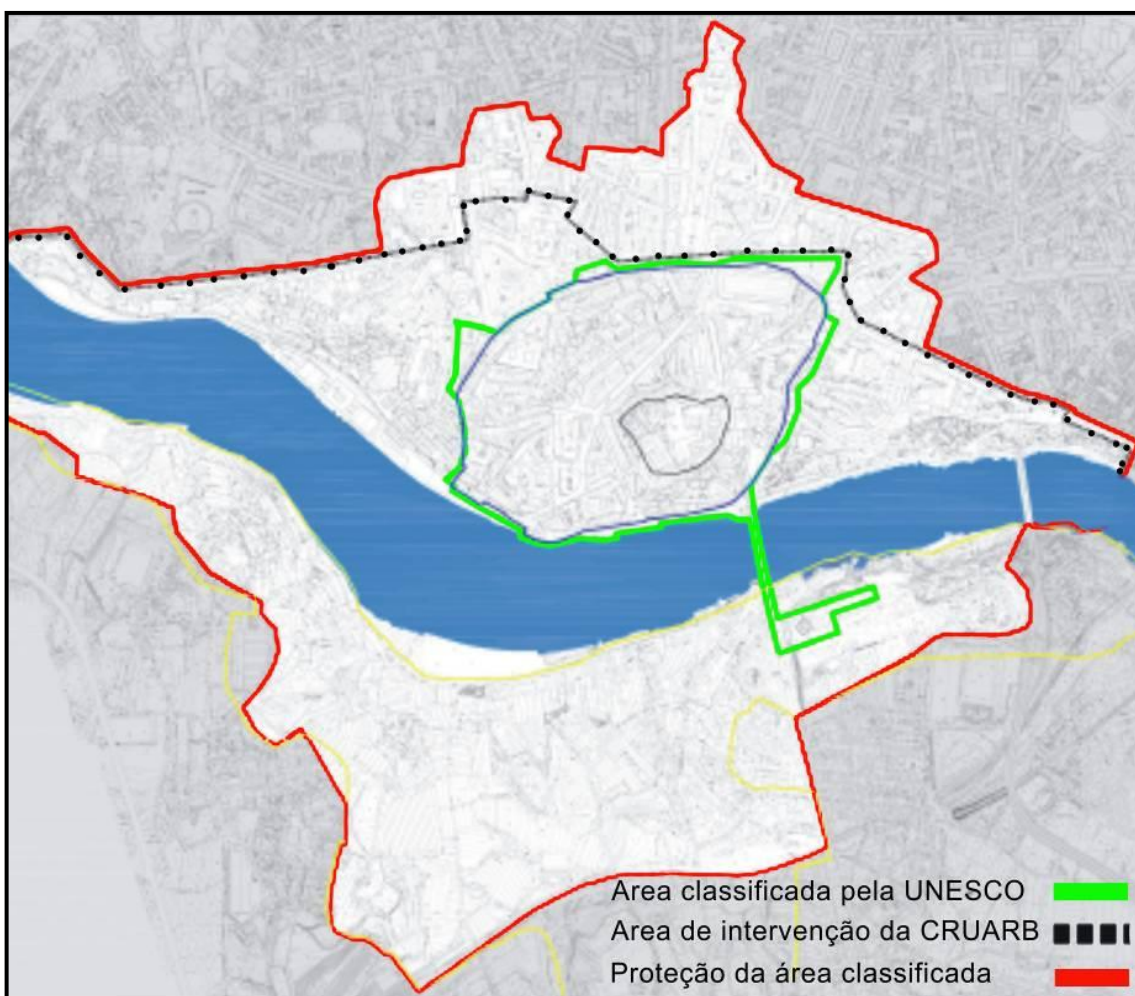 Area classificada pela UNESCO
Area de intervenção da CRUARB
Proteção da área classificada